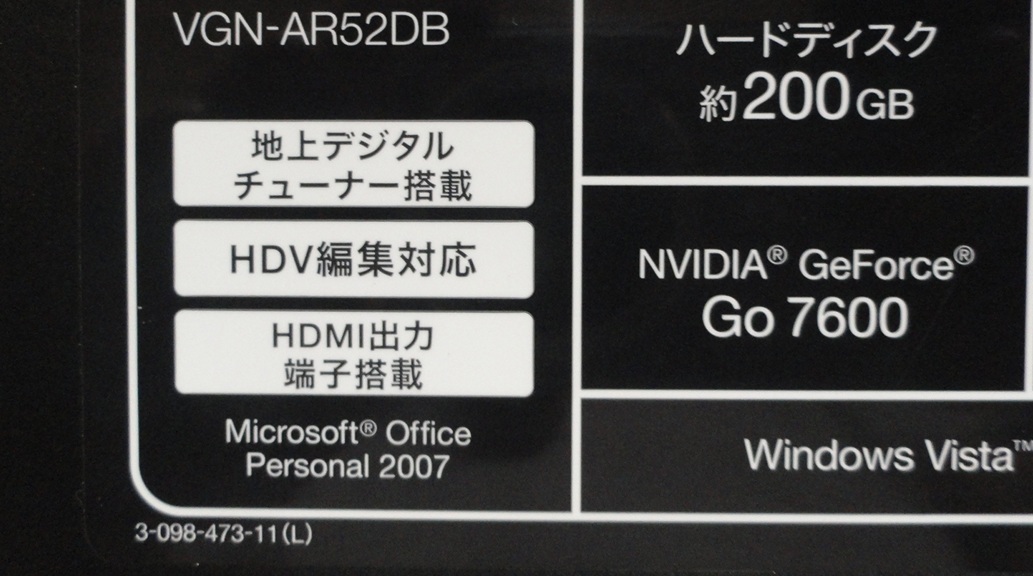 VGN-AR52DB
地上デジタル
チューナー搭載
HDV編集対応
HDMI出力
端子搭載
Microsoft® Office
Personal 2007
3-098-473-11(L)
ハードディスク
約200GB
NVIDIA® GeForce®
Go 7600
Windows Vista™